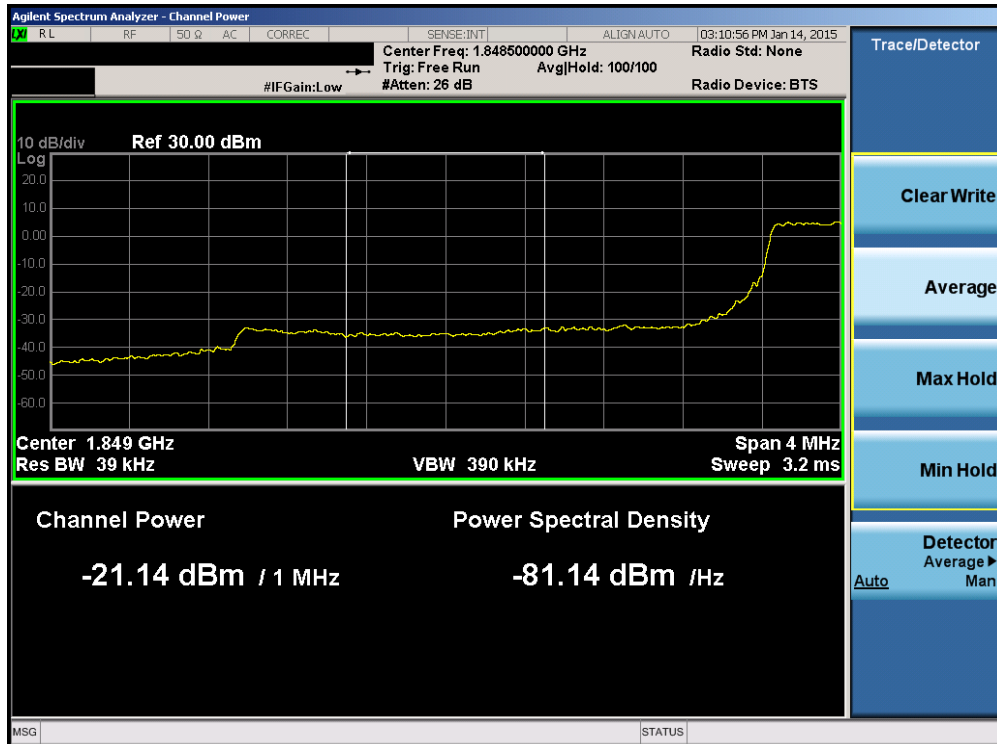 Agilent Spectrum Analyzer - Channel Power
LXI RL RF 50 Ω AC CORREC SENSE:INT ALIGN AUTO 03:10:56 PM Jan 14, 2015
Center Freq: 1.848500000 GHz Radio Std: None
Trig: Free Run Avg|Hold: 100/100
#IFGain:Low #Atten: 26 dB Radio Device: BTS
10 dB/div Ref 30.00 dBm
Log
20.0
10.0
0.00
-10.0
-20.0
-30.0
-40.0
-50.0
-60.0
Center 1.849 GHz Span 4 MHz
Res BW 39 kHz VBW 390 kHz Sweep 3.2 ms
Channel Power Power Spectral Density
-21.14 dBm / 1 MHz -81.14 dBm /Hz
MSG STATUS
Trace/Detector
Clear Write
Average
Max Hold
Min Hold
Detector
Average▶
Auto Man